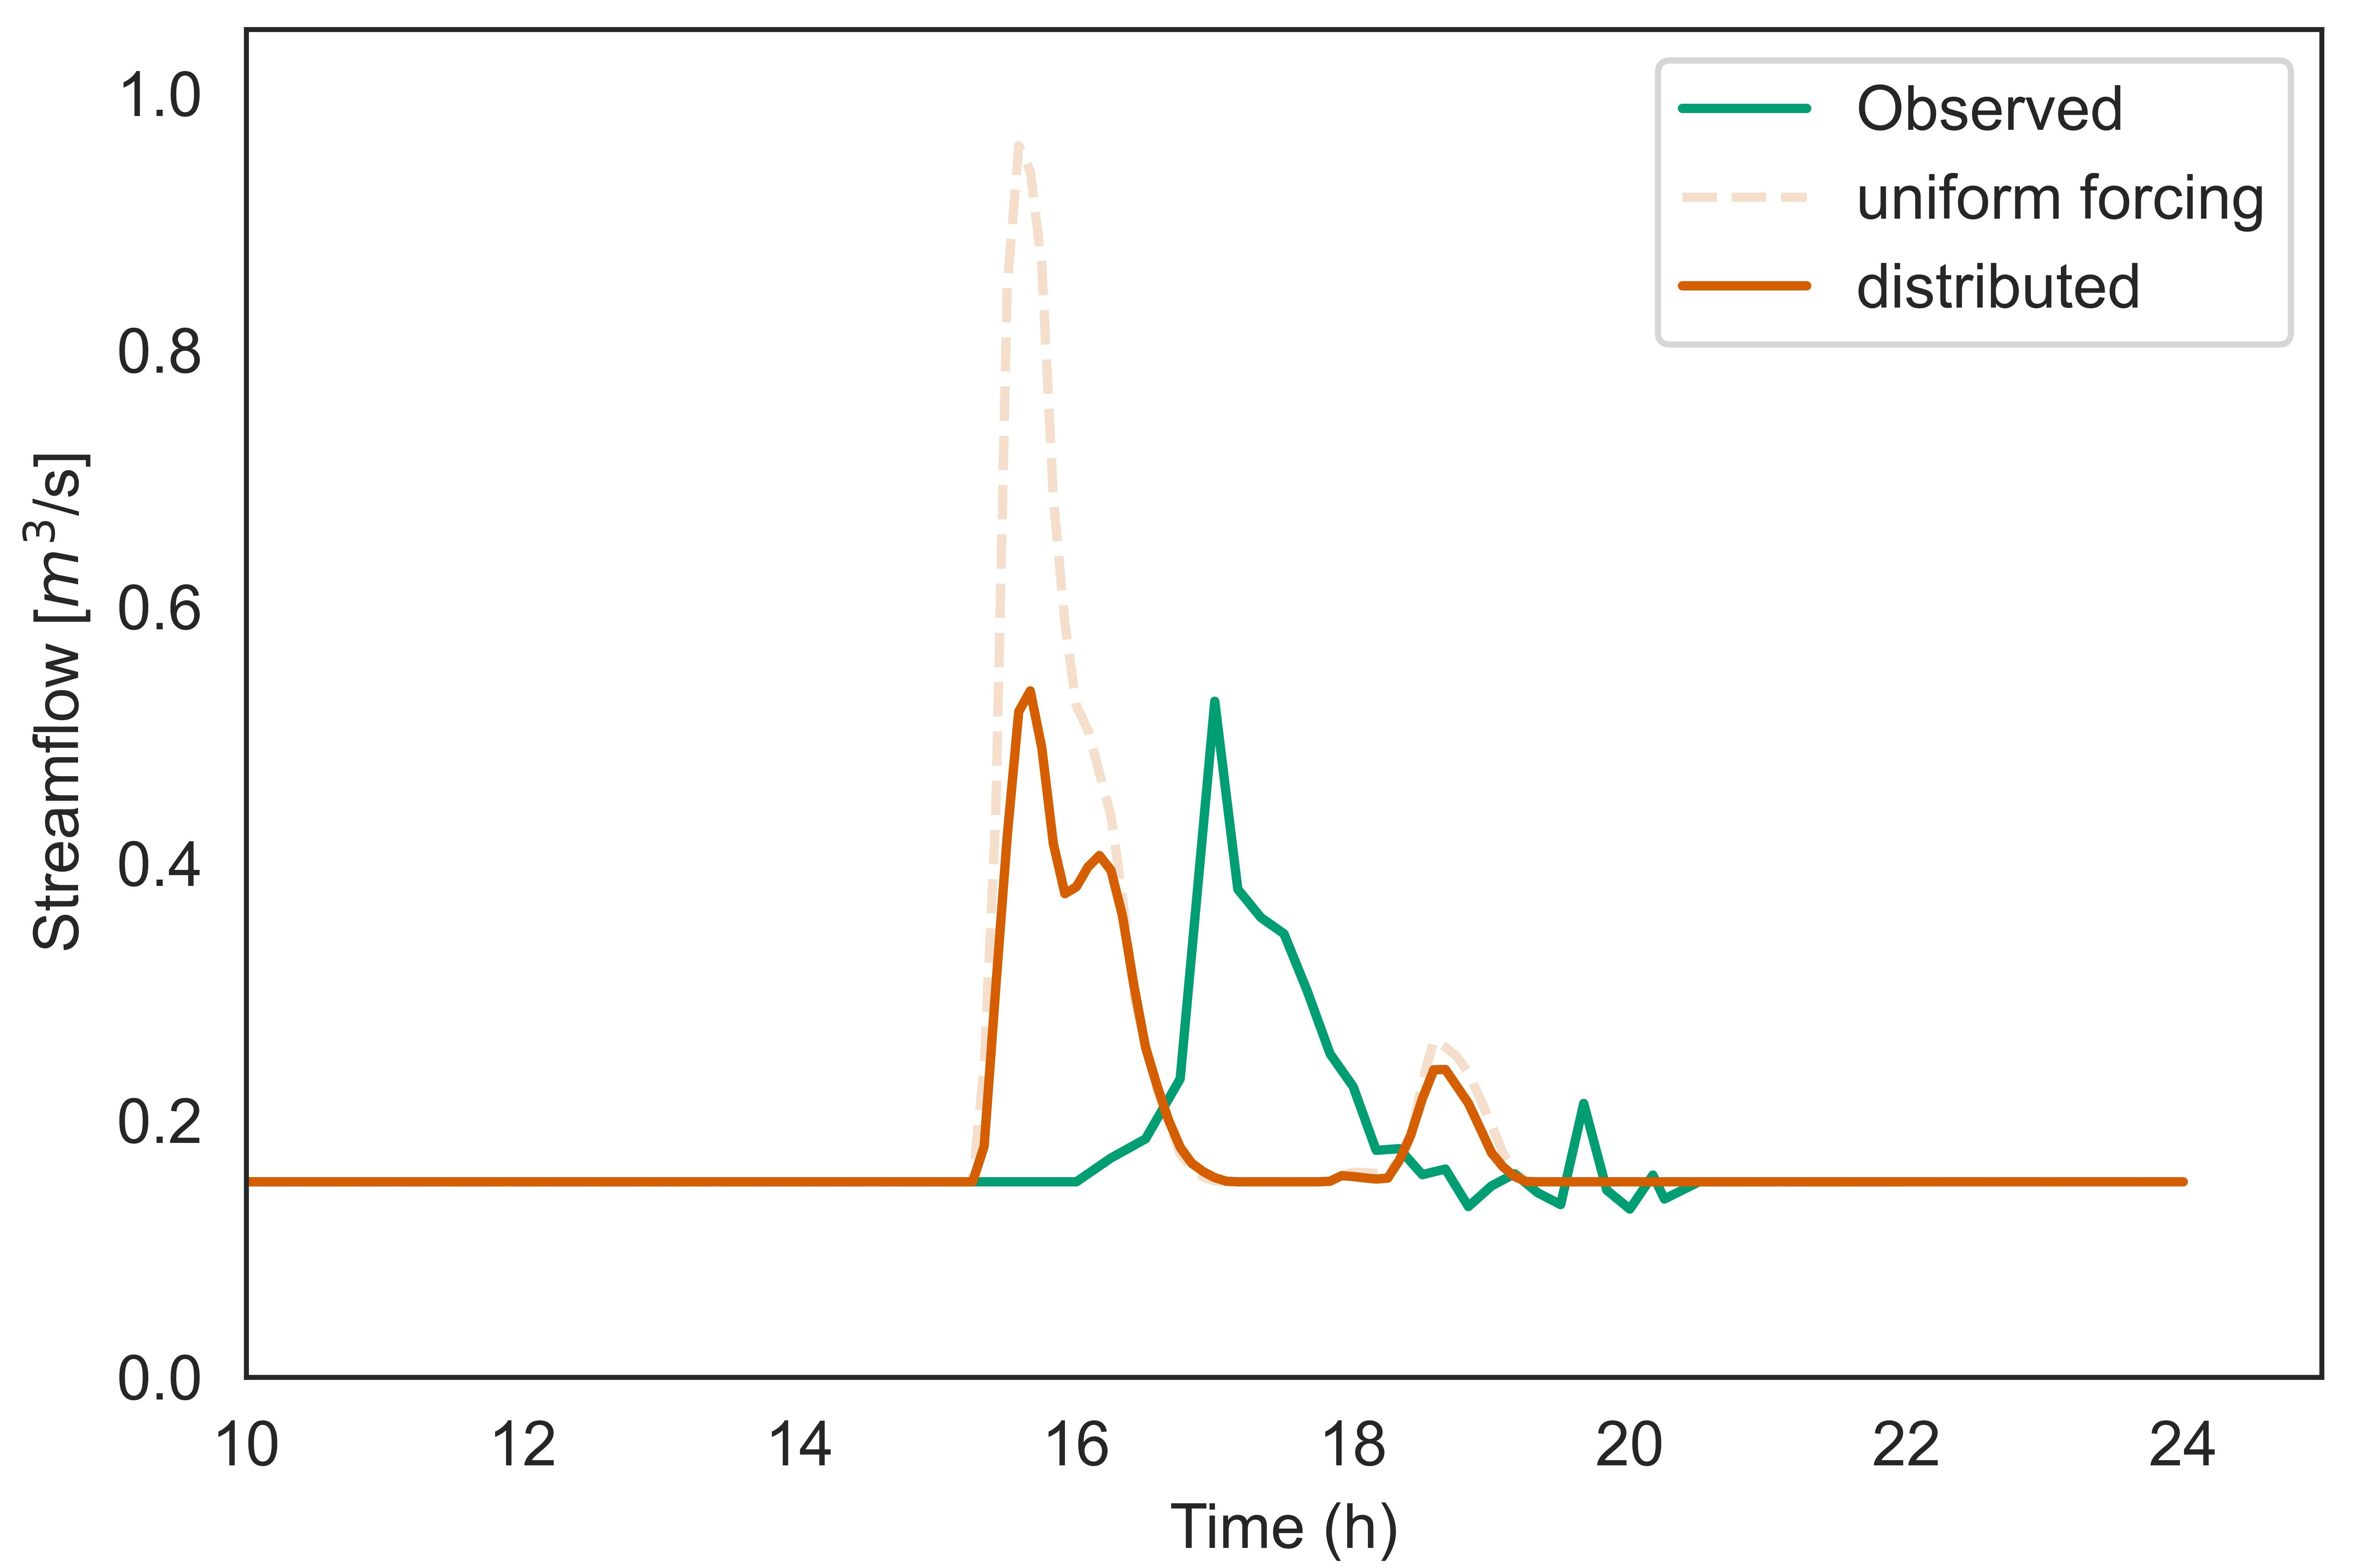 Observed
uniform forcing
distributed
Streamflow [m³/s]
1.0
0.8
0.6
0.4
0.2
0.0
10 12 14 16 18 20 22 24
Time (h)